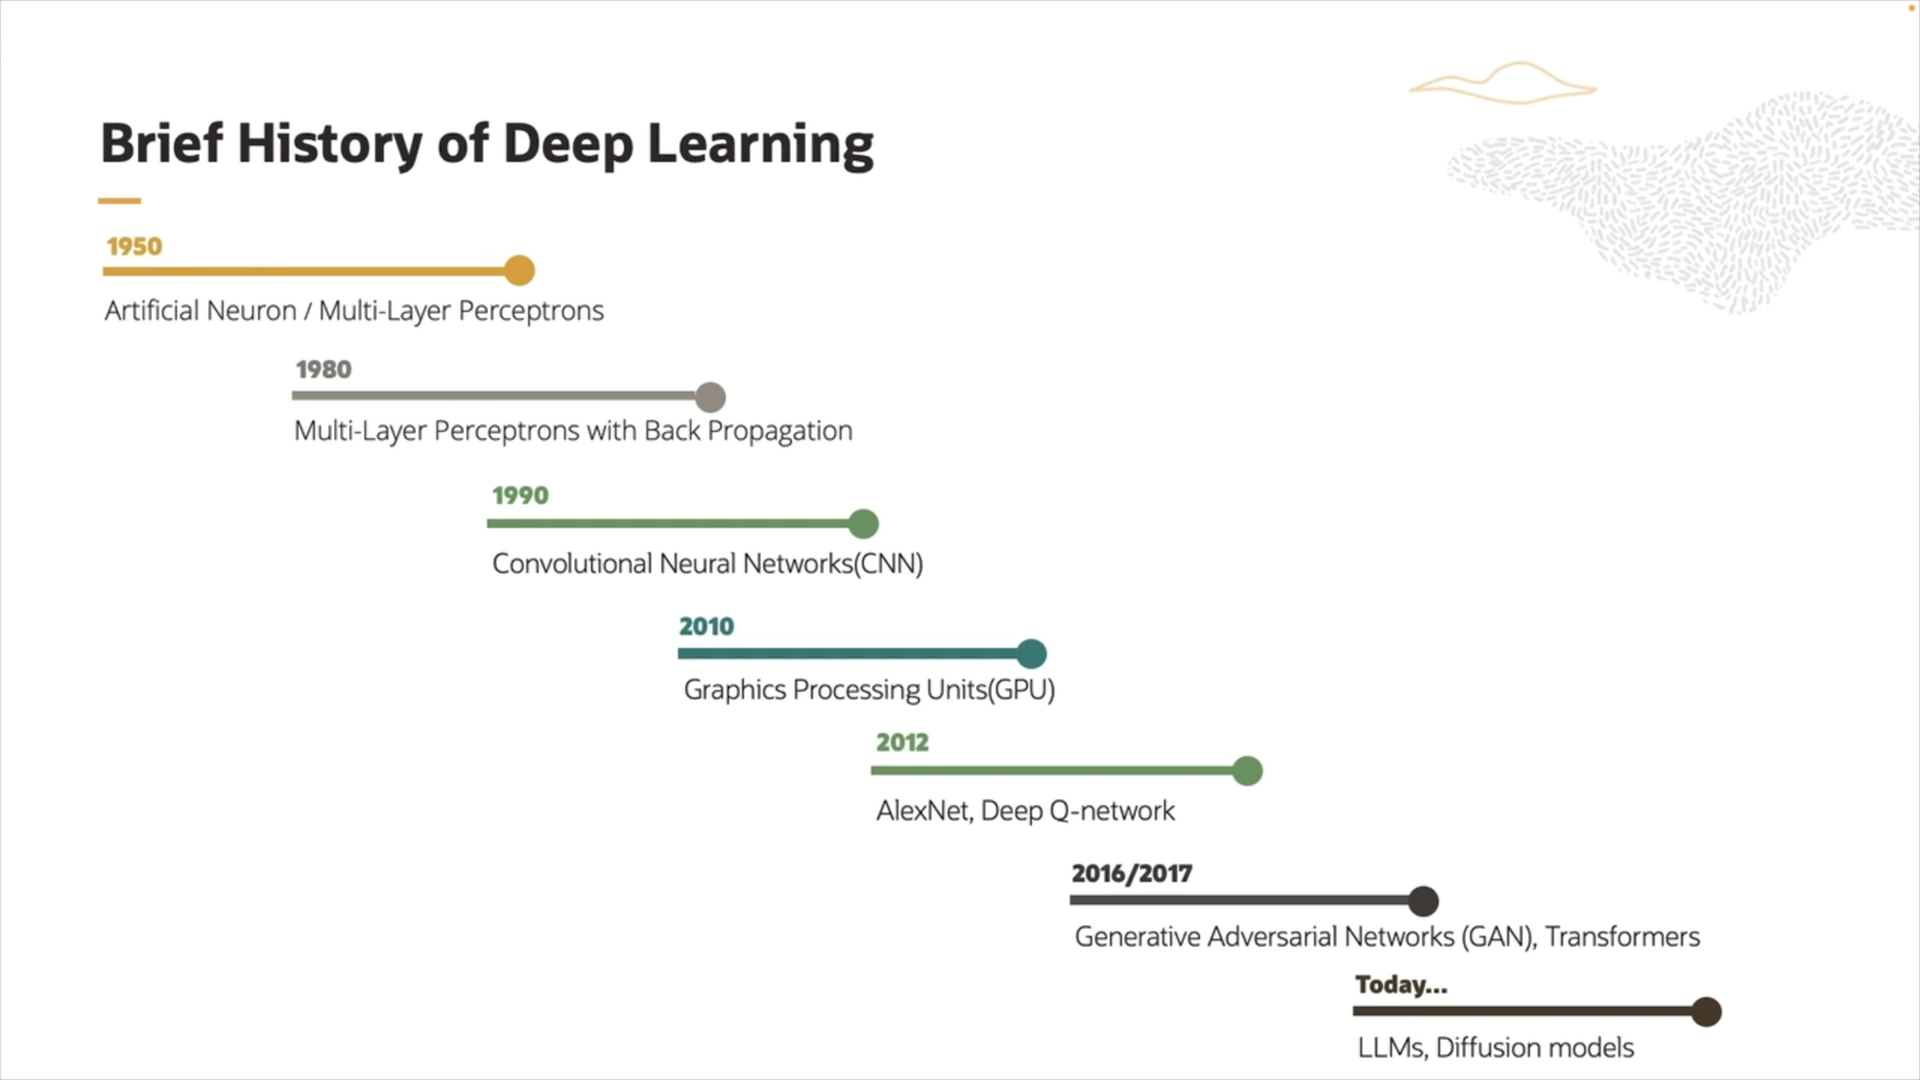 Brief History of Deep Learning
1950
Artificial Neuron / Multi-Layer Perceptrons
1980
Multi-Layer Perceptrons with Back Propagation
1990
Convolutional Neural Networks(CNN)
2010
Graphics Processing Units(GPU)
2012
AlexNet, Deep Q-network
2016/2017
Generative Adversarial Networks (GAN), Transformers
Today...
LLMs, Diffusion models